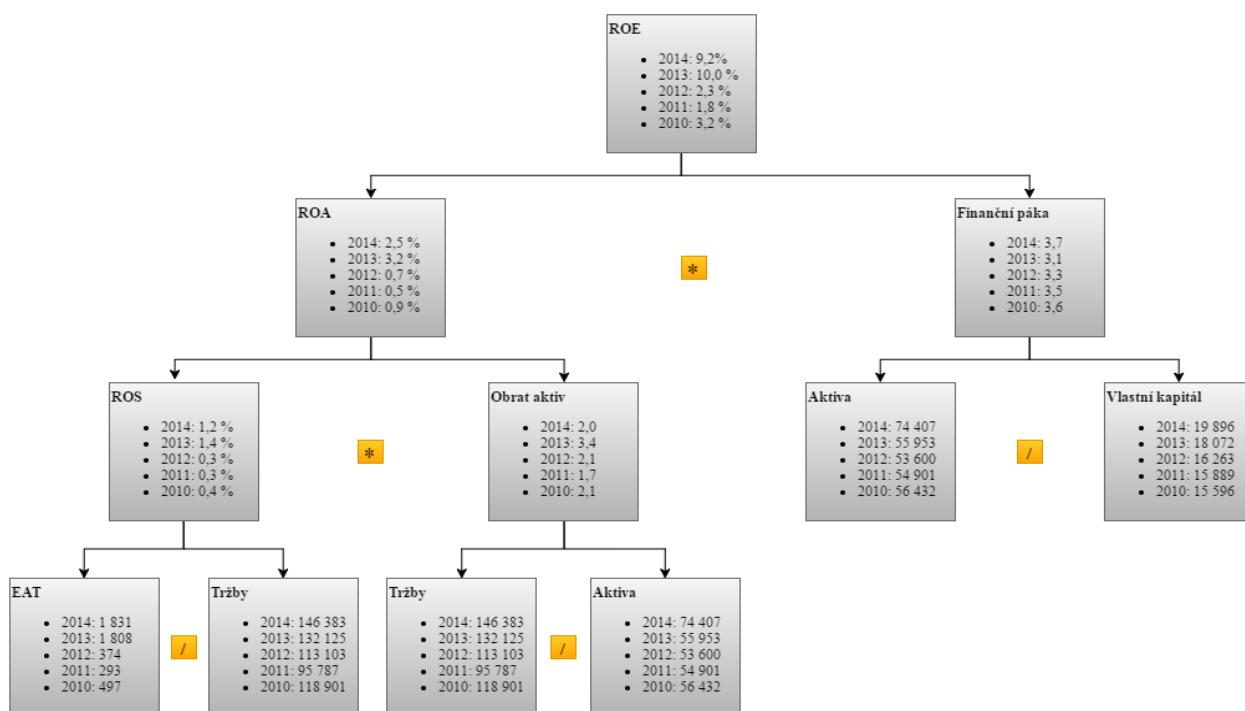 ROE
2014: 9,2%
2013: 10,0 %
2012: 2,3 %
2011: 1,8 %
2010: 3,2 %
ROA
2014: 2,5 %
2013: 3,2 %
2012: 0,7 %
2011: 0,5 %
2010: 0,9 %
*
Finanční páka
2014: 3,7
2013: 3,1
2012: 3,3
2011: 3,5
2010: 3,6
ROS
2014: 1,2 %
2013: 1,4 %
2012: 0,3 %
2011: 0,3 %
2010: 0,4 %
*
Obrat aktiv
2014: 2,0
2013: 3,4
2012: 2,1
2011: 1,7
2010: 2,1
Aktiva
2014: 74 407
2013: 55 953
2012: 53 600
2011: 54 901
2010: 56 432
/
Vlastní kapitál
2014: 19 896
2013: 18 072
2012: 16 263
2011: 15 889
2010: 15 596
EAT
2014: 1 831
2013: 1 808
2012: 374
2011: 293
2010: 497
/
Tržby
2014: 146 383
2013: 132 125
2012: 113 103
2011: 95 787
2010: 118 901
Tržby
2014: 146 383
2013: 132 125
2012: 113 103
2011: 95 787
2010: 118 901
/
Aktiva
2014: 74 407
2013: 55 953
2012: 53 600
2011: 54 901
2010: 56 432